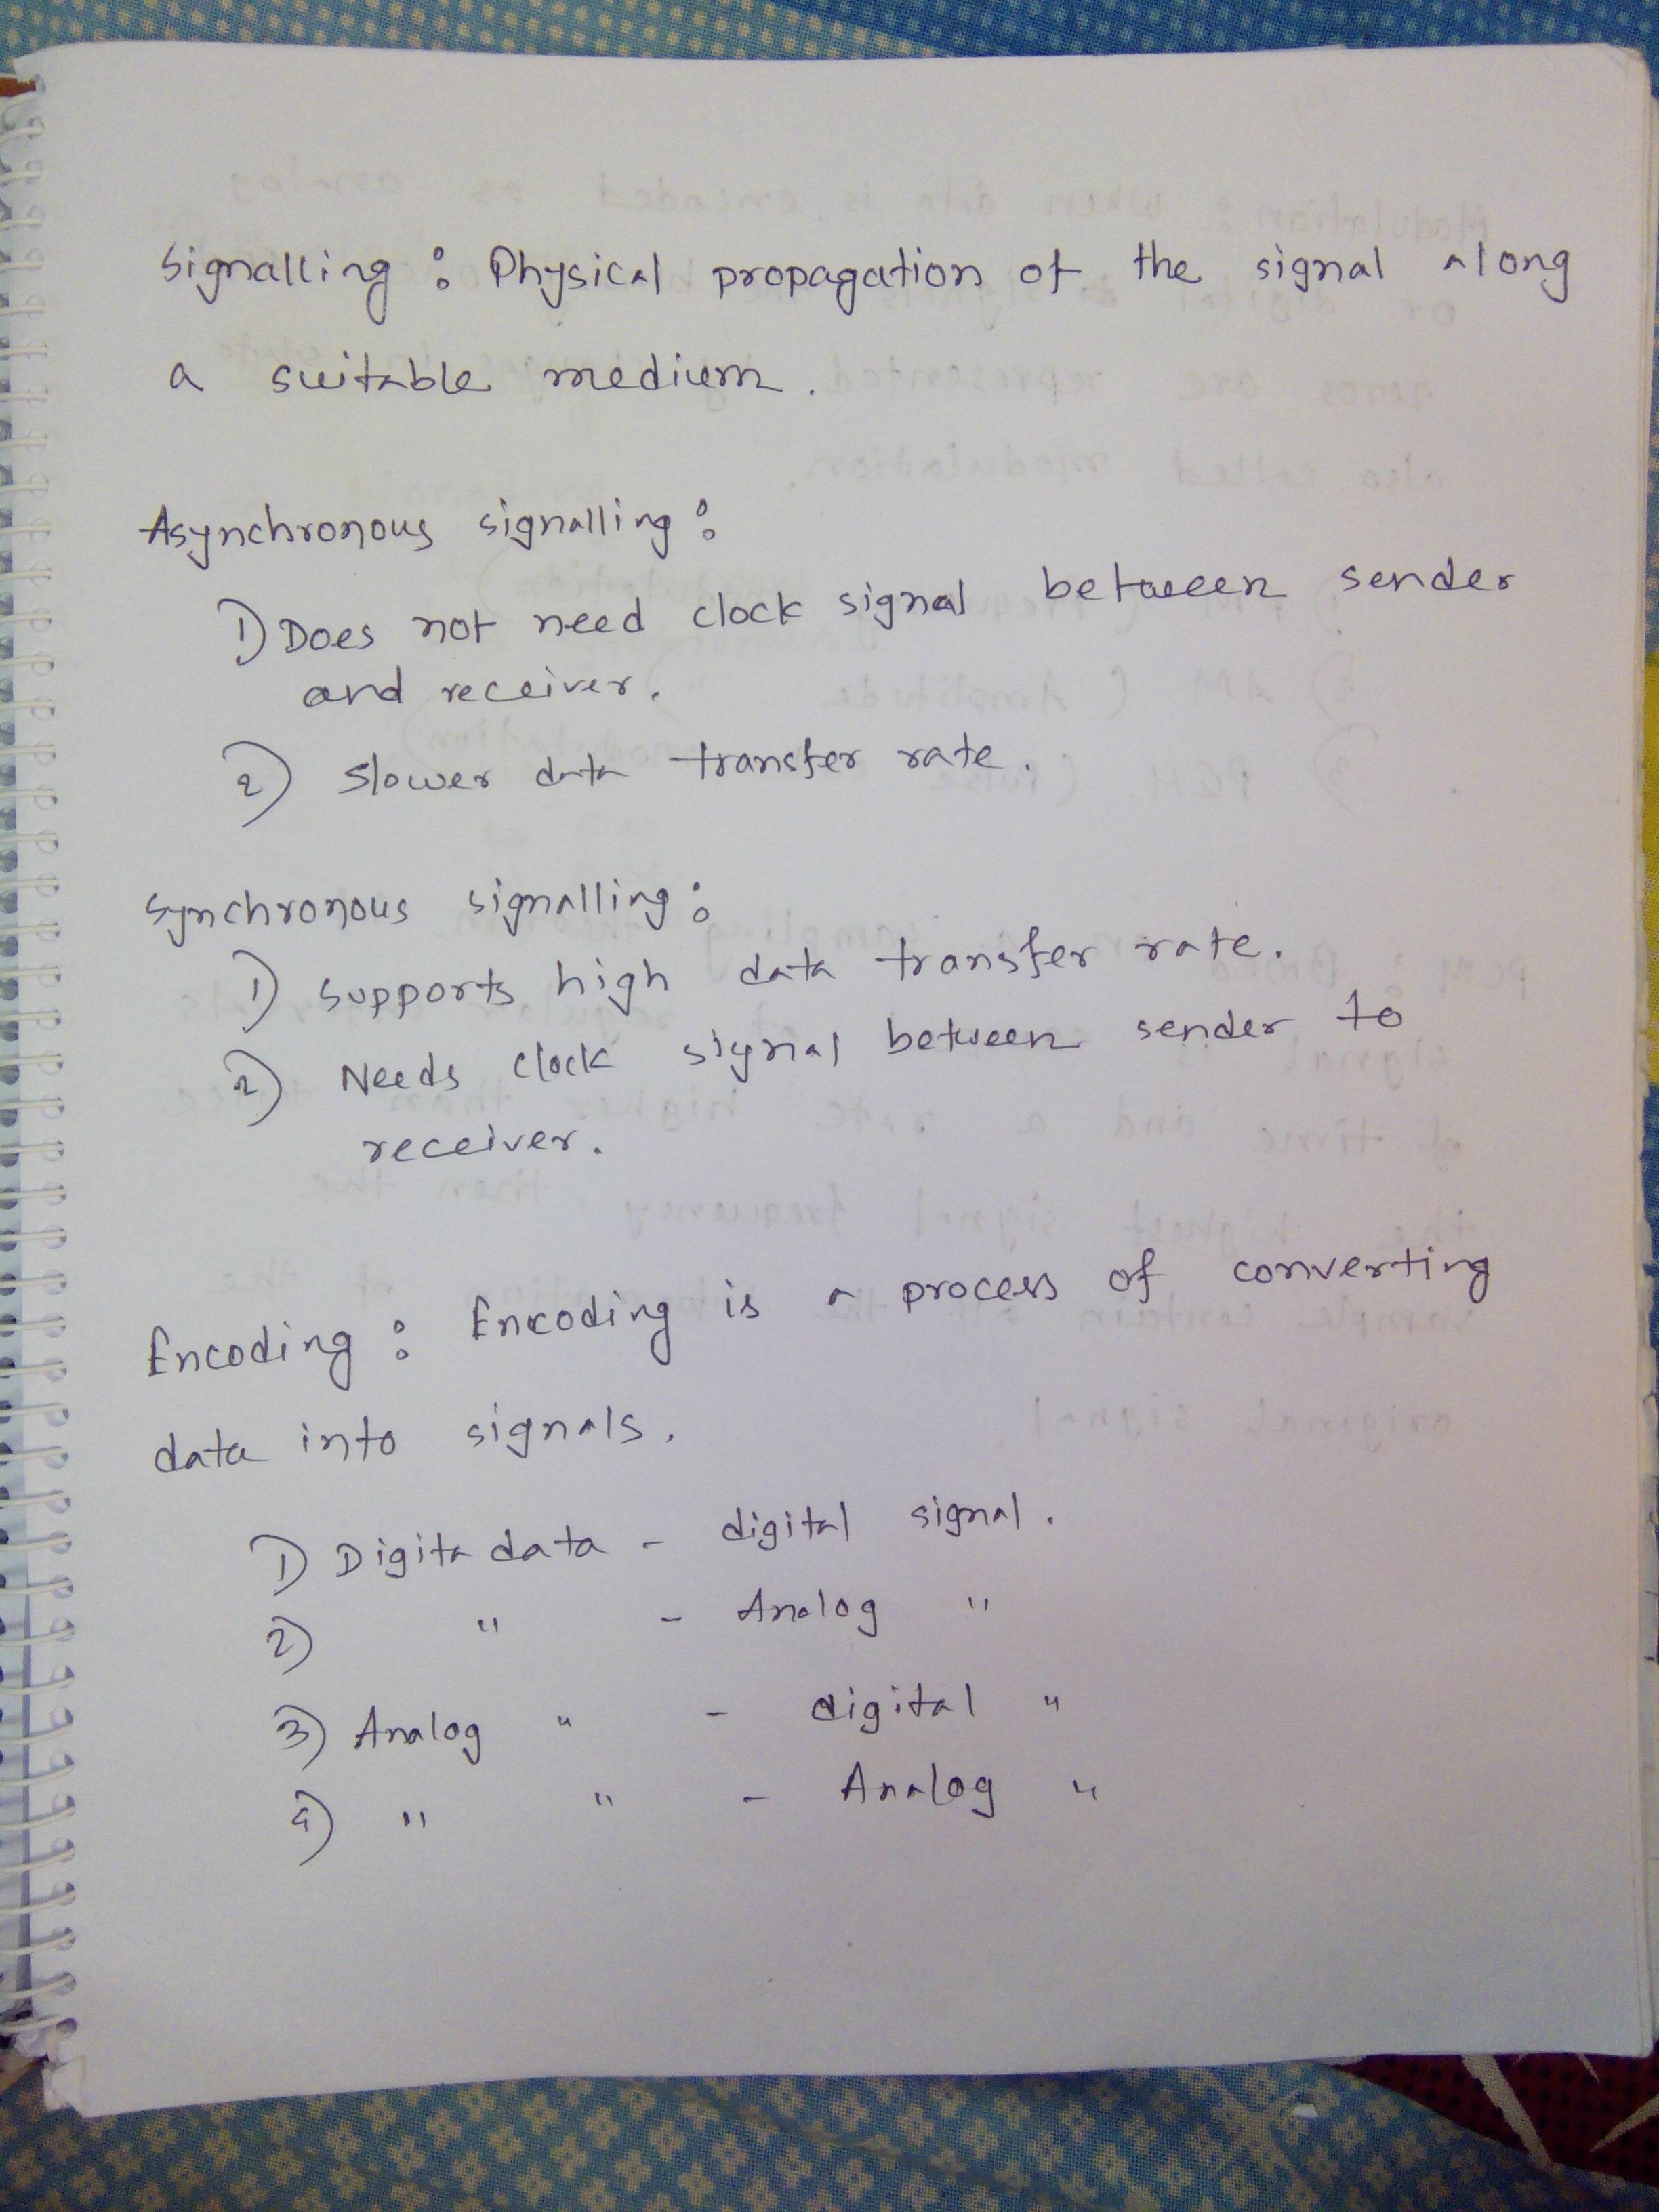 Signalling : Physical propagation of the signal along
a suitable medium.
Asynchronous signalling :
1) Does not need clock signal between sender
and receiver.
2) Slower data transfer rate.
Synchronous signalling :
1) supports high data transfer rate.
2) Needs clock signal between sender to
receiver.
Encoding : Encoding is a process of converting
data into signals.
1) Digita data - digital signal.
2) " - Analog "
3) Analog " - digital "
4) " " - Analog "